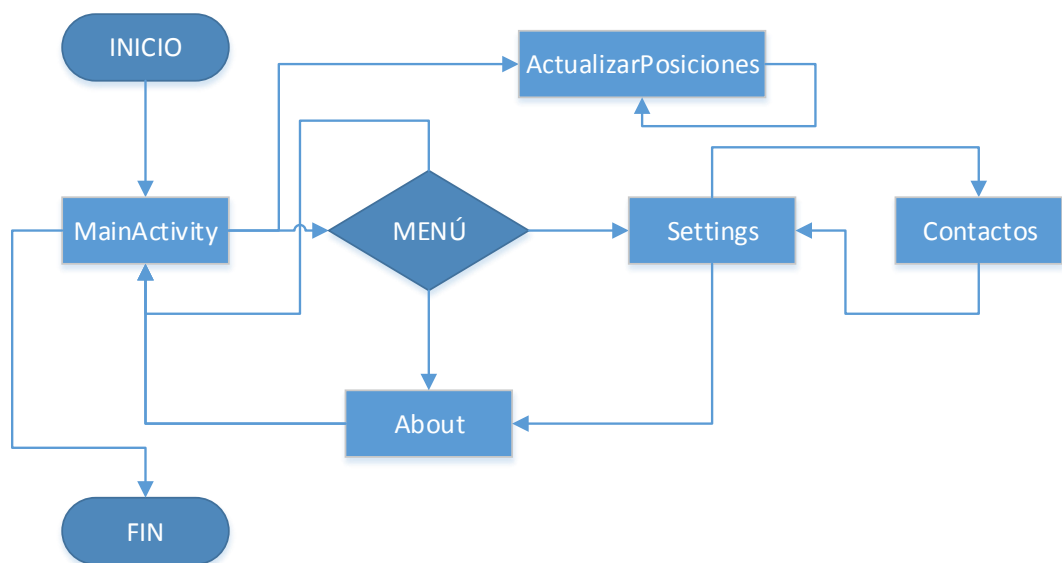 INICIO
ActualizarPosiciones
MainActivity
MENÚ
Settings
Contactos
About
FIN